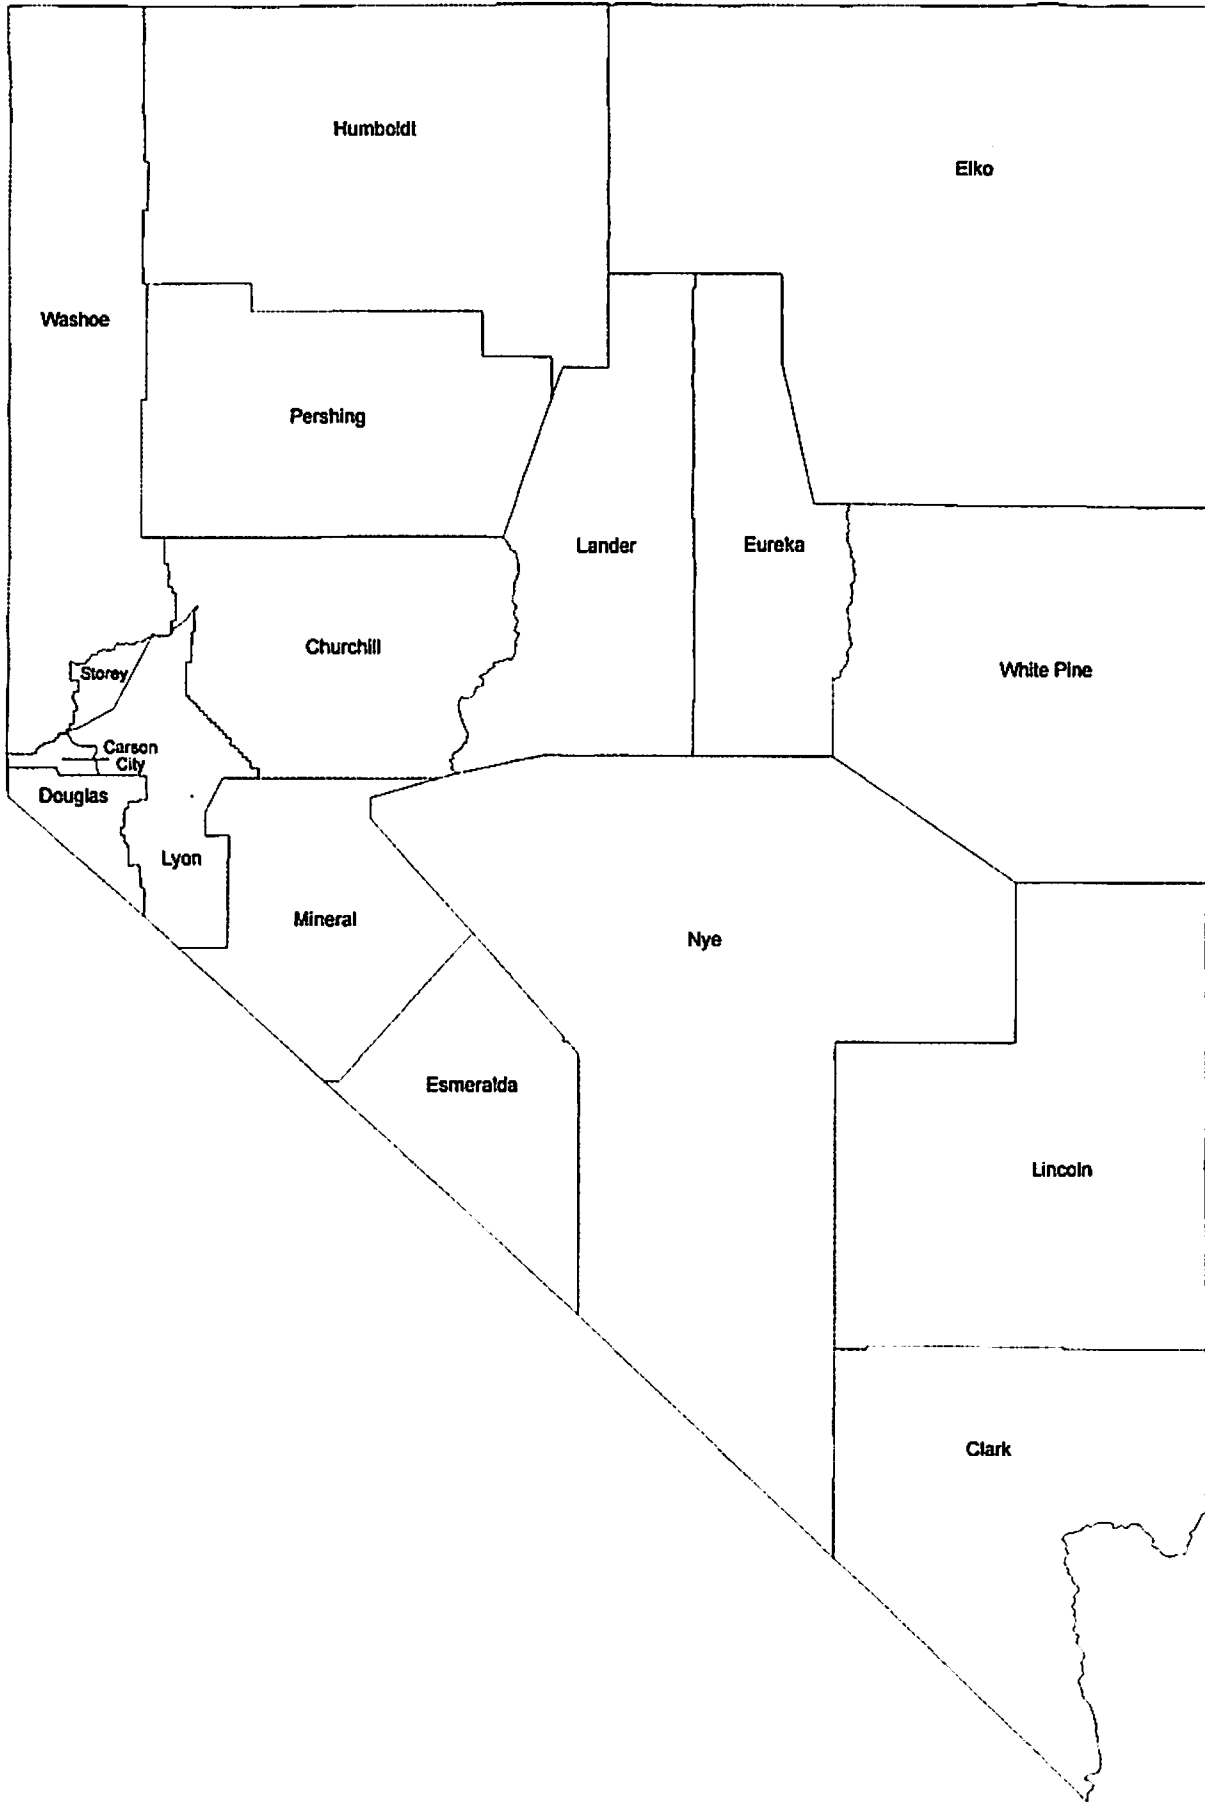 Humboldt
Elko
Washoe
Pershing
Lander
Eureka
Churchill
White Pine
Storey
Carson
City
Douglas
Lyon
Mineral
Nye
Esmeralda
Lincoln
Clark